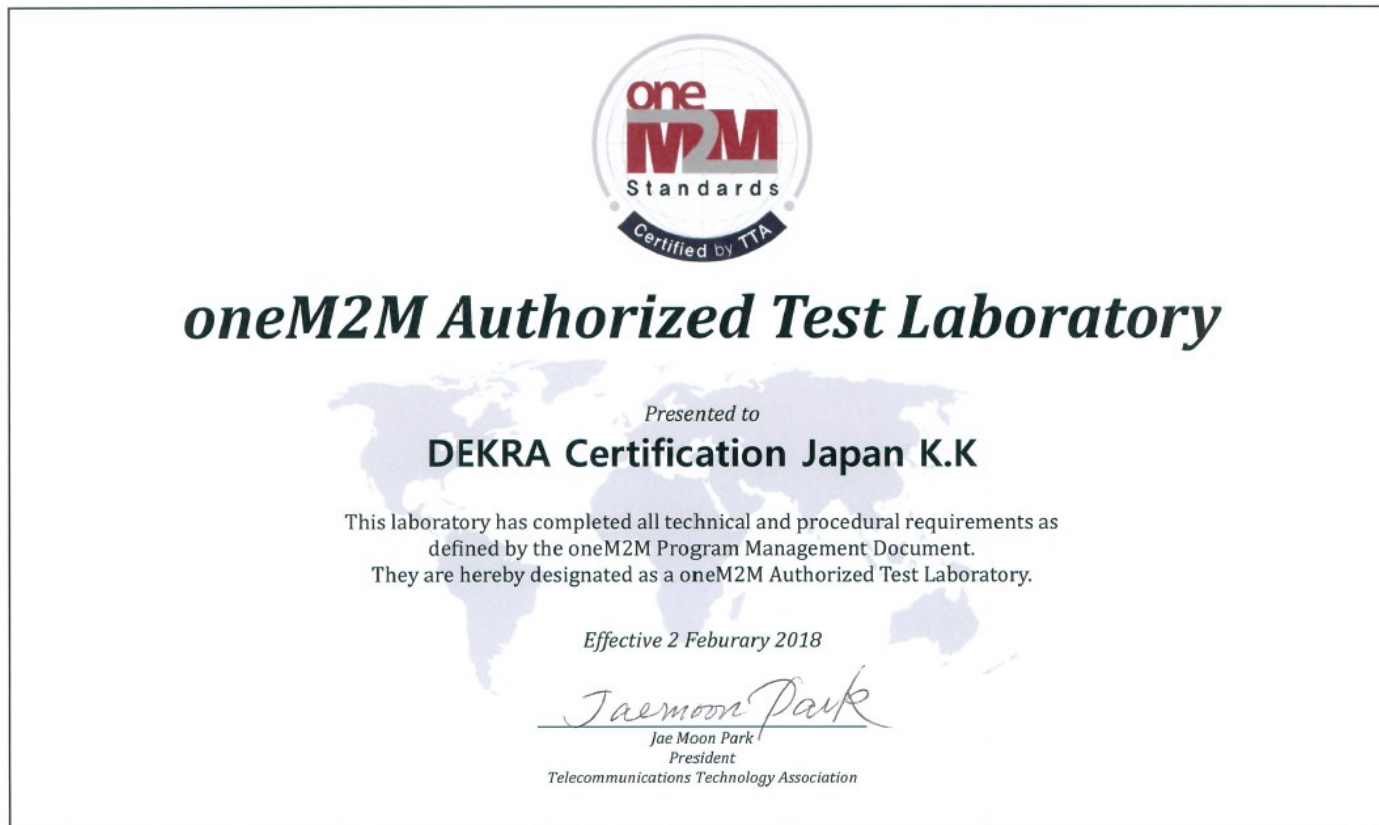 one
M2M
Standards
Certified by TTA
oneM2M Authorized Test Laboratory
Presented to
DEKRA Certification Japan K.K
This laboratory has completed all technical and procedural requirements as
defined by the oneM2M Program Management Document.
They are hereby designated as a oneM2M Authorized Test Laboratory.
Effective 2 Feburary 2018
Jaemoon Park
Jae Moon Park
President
Telecommunications Technology Association